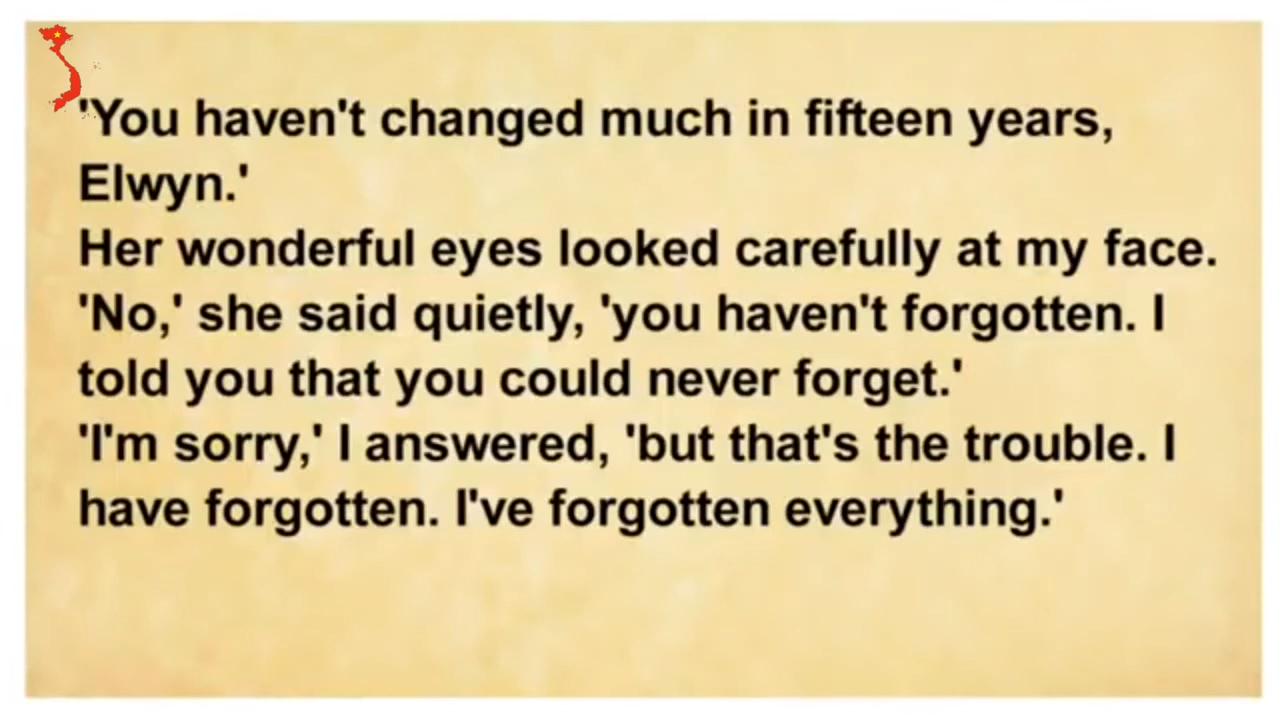 'You haven't changed much in fifteen years,
Elwyn.'
Her wonderful eyes looked carefully at my face.
'No,' she said quietly, 'you haven't forgotten. I
told you that you could never forget.'
'I'm sorry,' I answered, 'but that's the trouble. I
have forgotten. I've forgotten everything.'